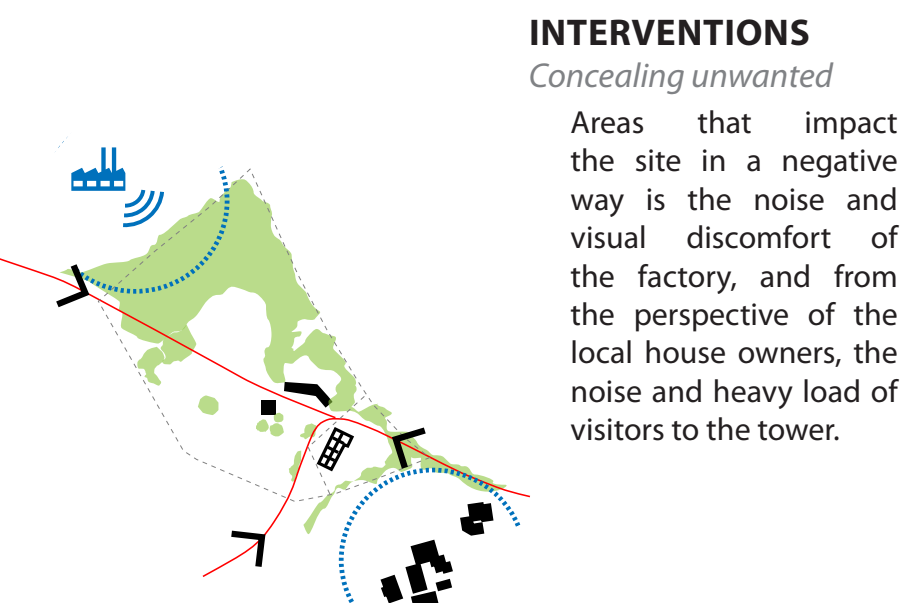 INTERVENTIONS
Concealing unwanted
Areas that impact
the site in a negative
way is the noise and
visual discomfort of
the factory, and from
the perspective of the
local house owners, the
noise and heavy load of
visitors to the tower.